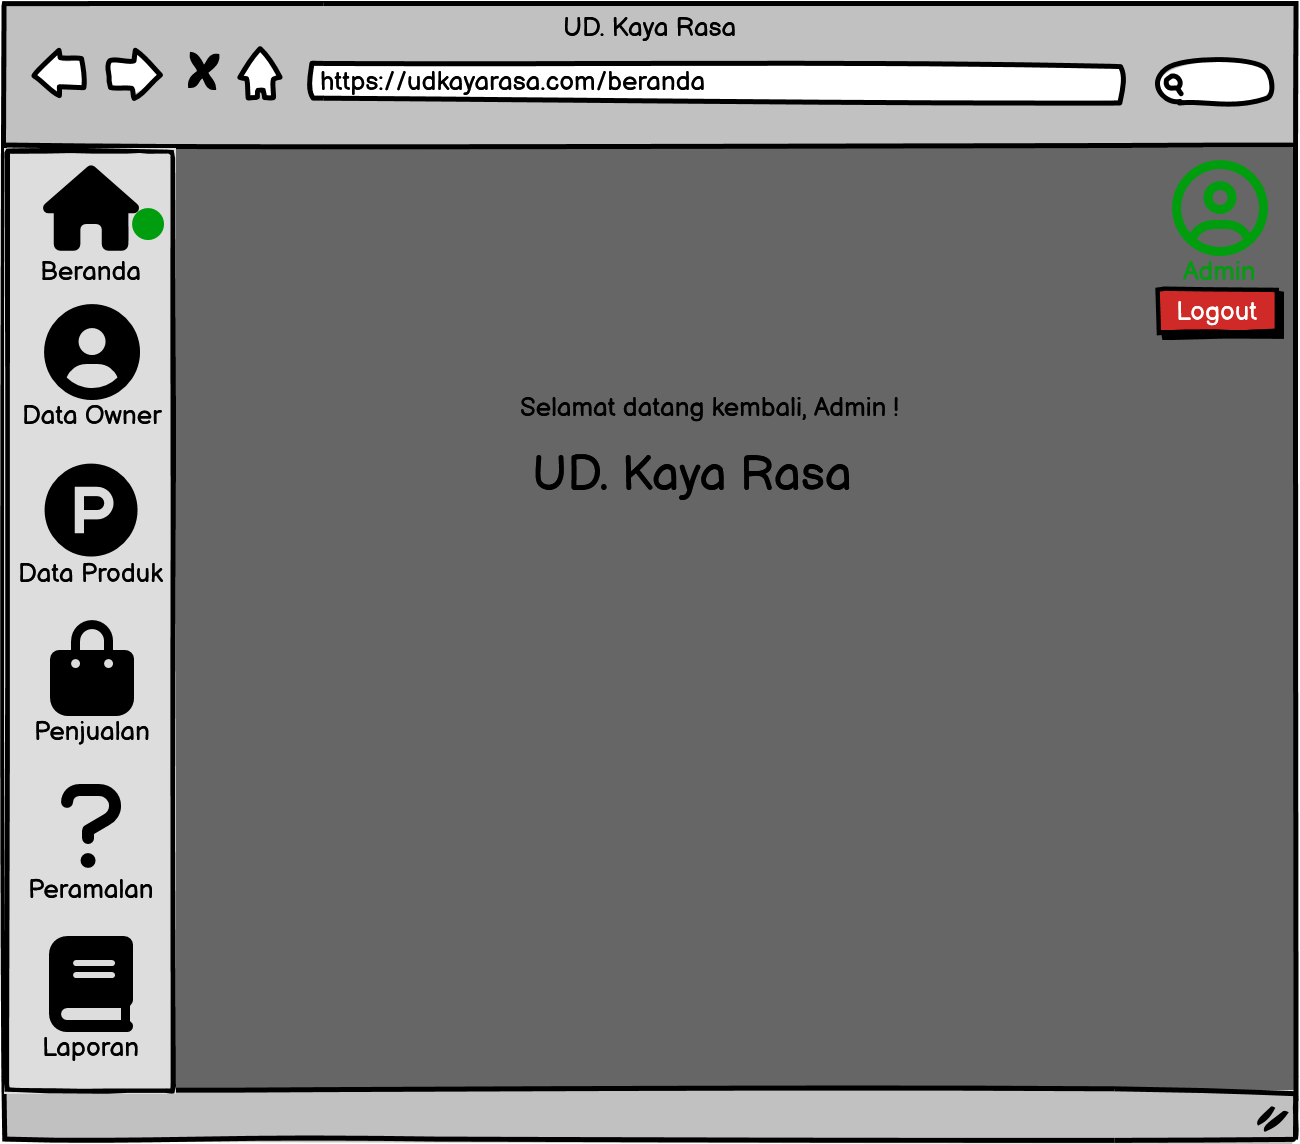 UD. Kaya Rasa
https://udkayarasa.com/beranda
Beranda
Data Owner
P
Data Produk
Penjualan
?
Peramalan
Laporan
Admin
Logout
Selamat datang kembali, Admin !
UD. Kaya Rasa